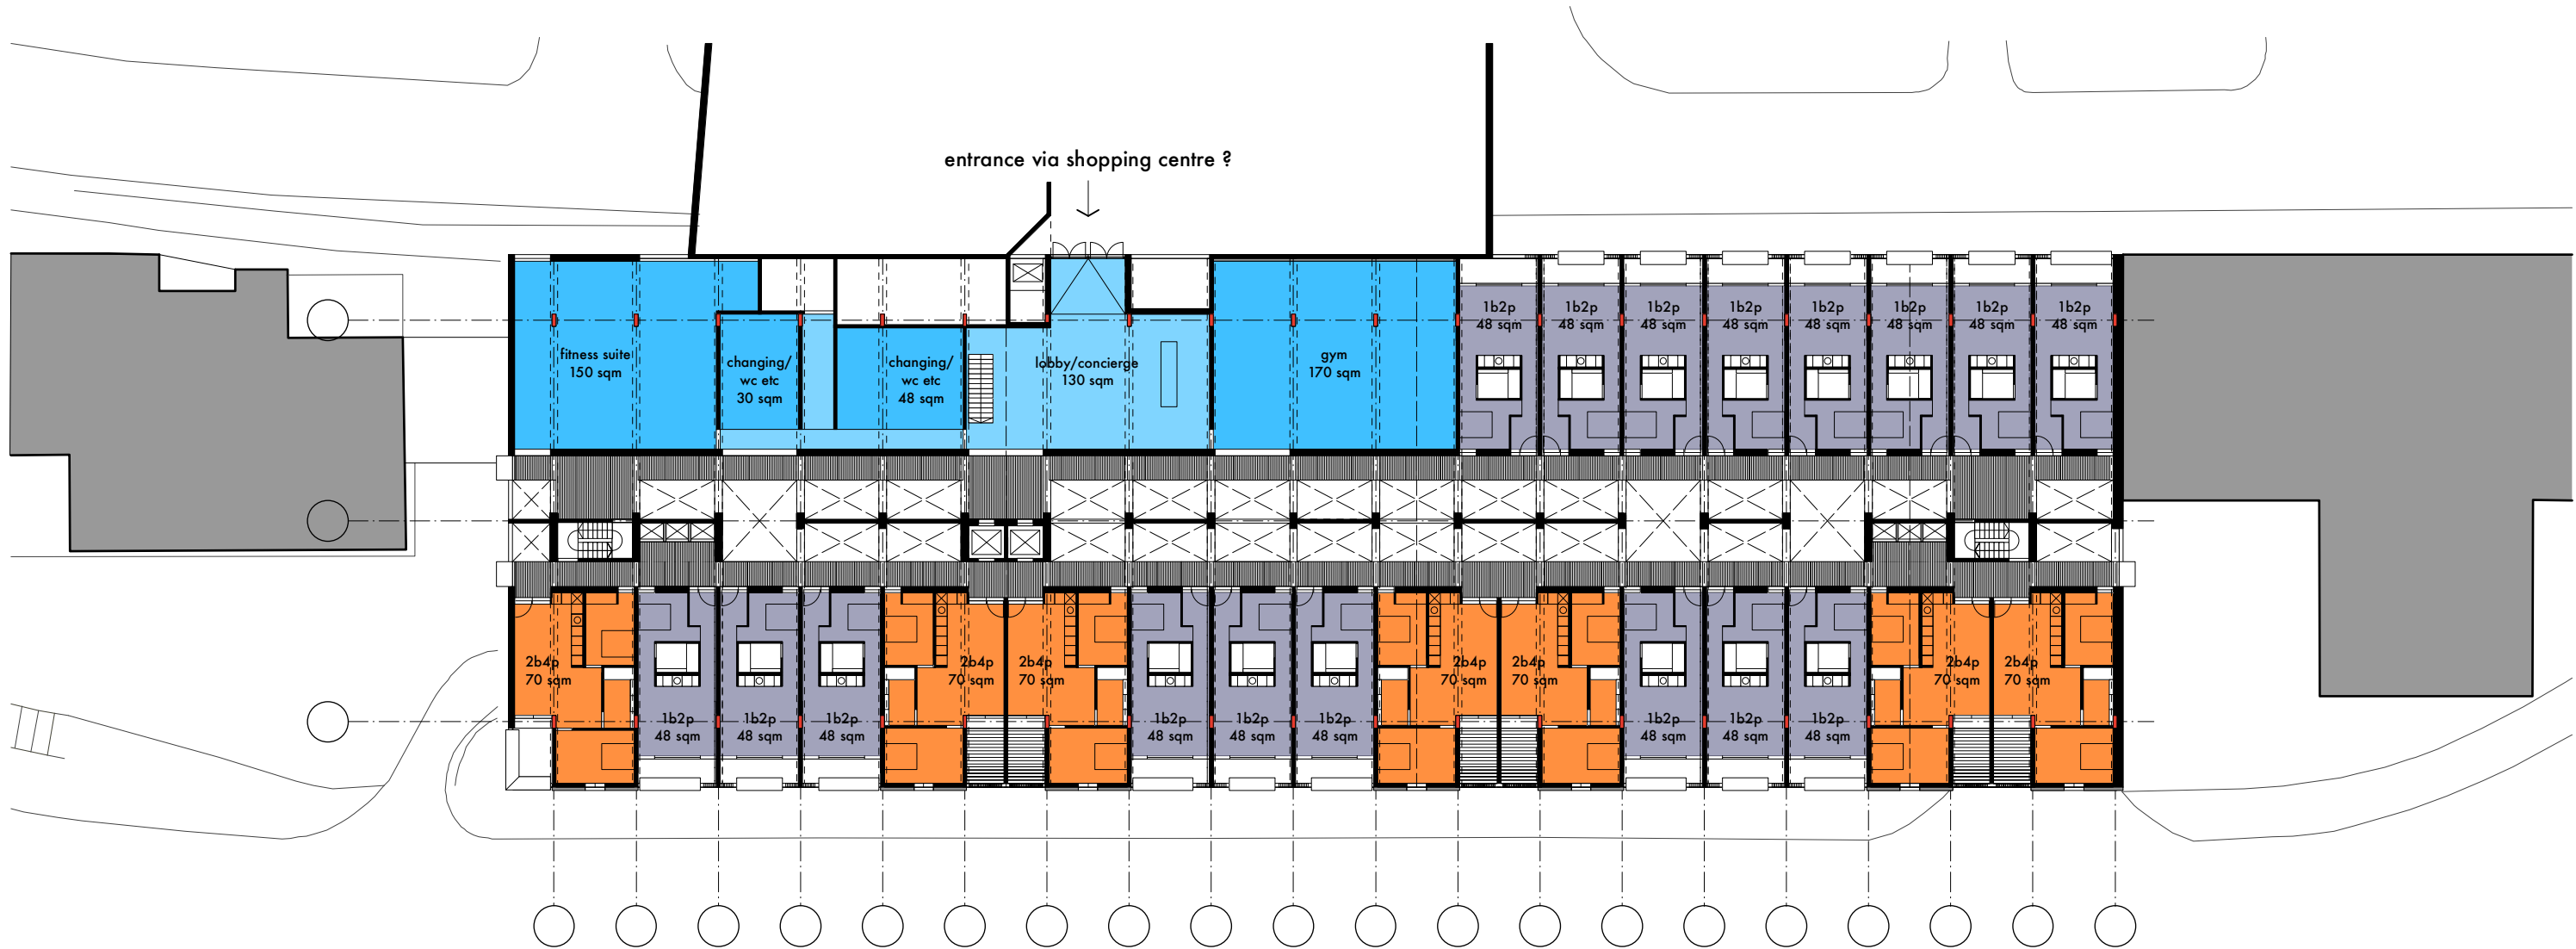 entrance via shopping centre ?
1b2p
48 sqm
1b2p
48 sqm
1b2p
48 sqm
1b2p
48 sqm
1b2p
48 sqm
1b2p
48 sqm
1b2p
48 sqm
1b2p
48 sqm
fitness suite
150 sqm
changing/
wc etc
30 sqm
changing/
wc etc
48 sqm
lobby/concierge
130 sqm
gym
170 sqm
2b4p
70 sqm
1b2p
48 sqm
1b2p
48 sqm
1b2p
48 sqm
2b4p
70 sqm
2b4p
70 sqm
1b2p
48 sqm
1b2p
48 sqm
1b2p
48 sqm
2b4p
70 sqm
2b4p
70 sqm
1b2p
48 sqm
1b2p
48 sqm
1b2p
48 sqm
2b4p
70 sqm
2b4p
70 sqm